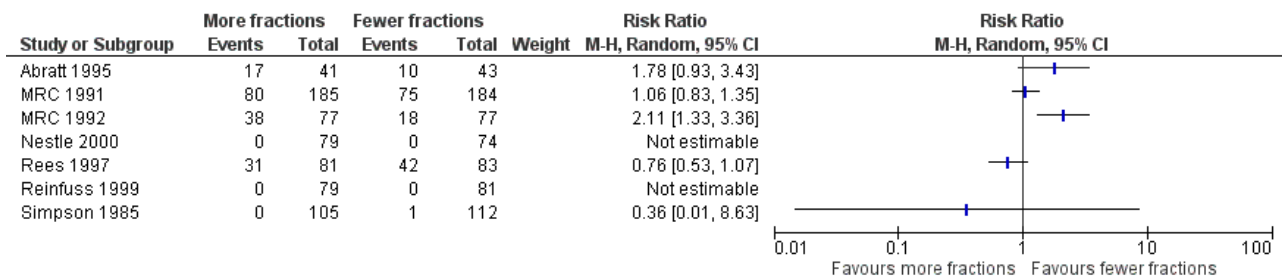 More fractions Fewer fractions Risk Ratio Risk Ratio
Study or Subgroup Events Total Events Total Weight M-H, Random, 95% CI M-H, Random, 95% CI
Abratt 1995 17 41 10 43 1.78 [0.93, 3.43]
MRC 1991 80 185 75 184 1.06 [0.83, 1.35]
MRC 1992 38 77 18 77 2.11 [1.33, 3.36]
Nestle 2000 0 79 0 74 Not estimable
Rees 1997 31 81 42 83 0.76 [0.53, 1.07]
Reinfuss 1999 0 79 0 81 Not estimable
Simpson 1985 0 105 1 112 0.36 [0.01, 8.63]
0.01 0.1 1 10 100
Favours more fractions Favours fewer fractions